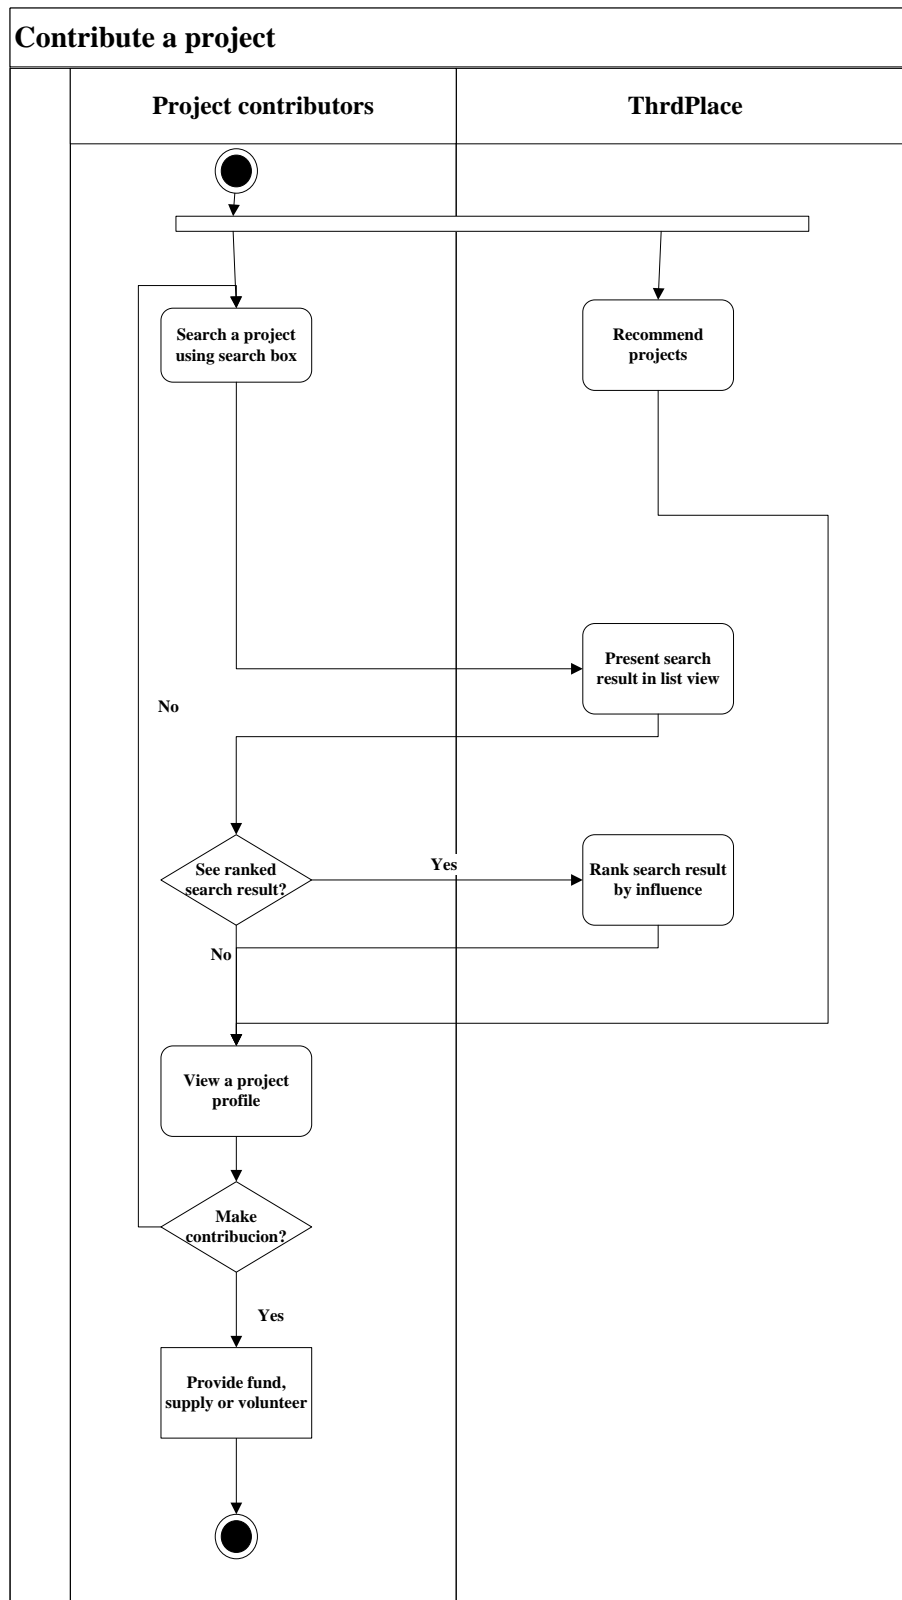 Contribute a project
Project contributors
ThrdPlace
Search a project
using search box
Recommend
projects
Present search
result in list view
No
See ranked
search result?
Yes
Rank search result
by influence
No
View a project
profile
Make
contribucion?
Yes
Provide fund,
supply or volunteer